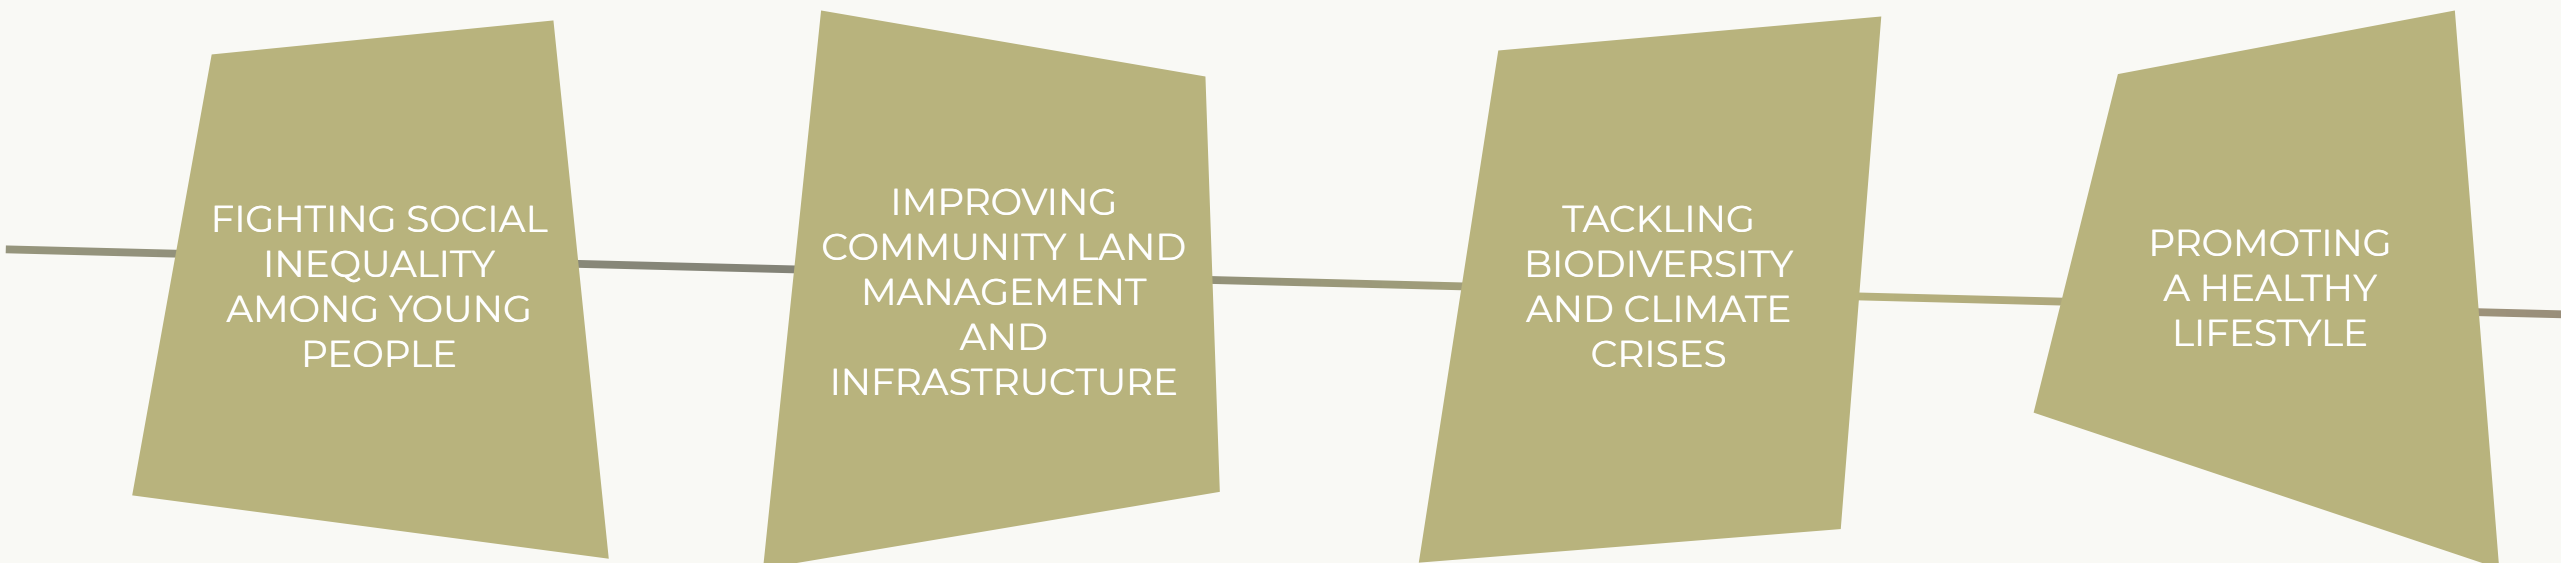 FIGHTING SOCIAL
INEQUALITY
AMONG YOUNG
PEOPLE
IMPROVING
COMMUNITY LAND
MANAGEMENT
AND
INFRASTRUCTURE
TACKLING
BIODIVERSITY
AND CLIMATE
CRISES
PROMOTING
A HEALTHY
LIFESTYLE